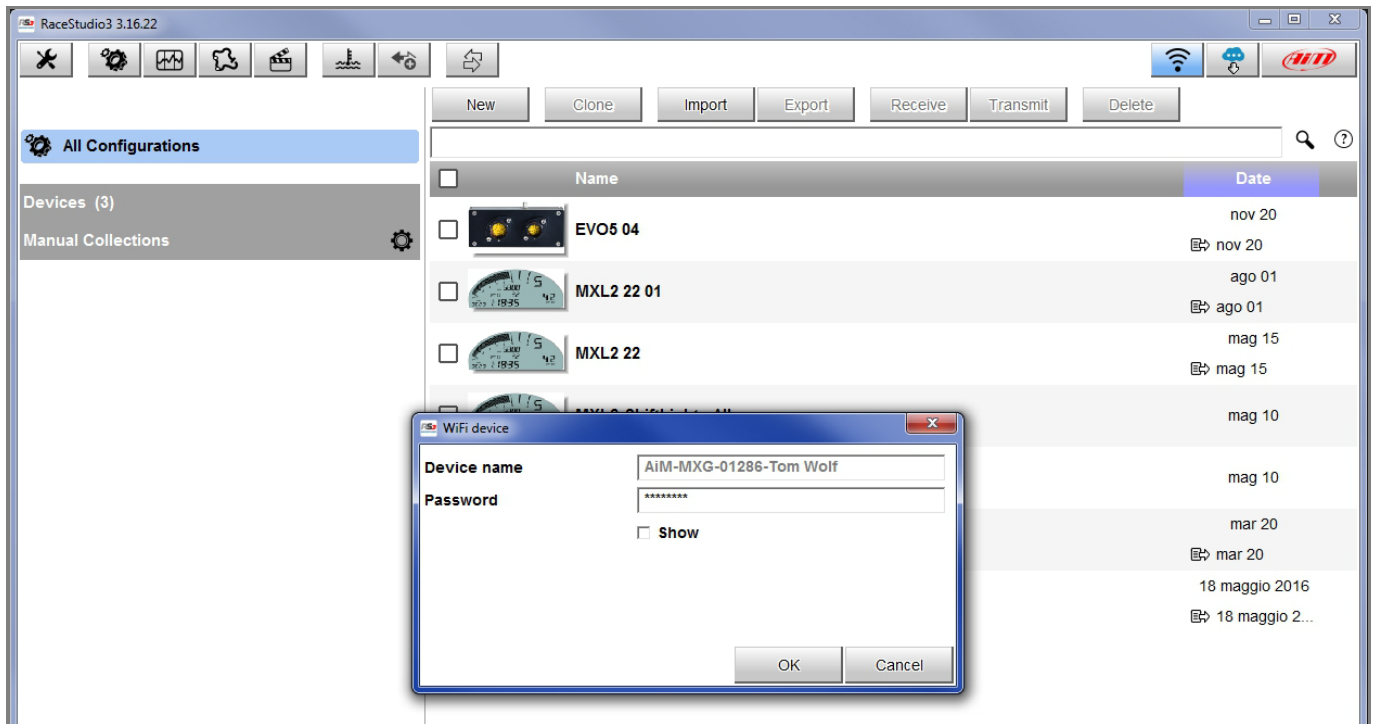 RaceStudio3 3.16.22
AiM
New Clone Import Export Receive Transmit Delete
All Configurations
Name Date
Devices (3)
Manual Collections
EVO5 04
nov 20
nov 20
MXL2 22 01
ago 01
ago 01
MXL2 22
mag 15
mag 15
mag 10
WiFi device
Device name AiM-MXG-01286-Tom Wolf
Password ********
Show
mag 10
mar 20
mar 20
18 maggio 2016
18 maggio 2...
OK Cancel